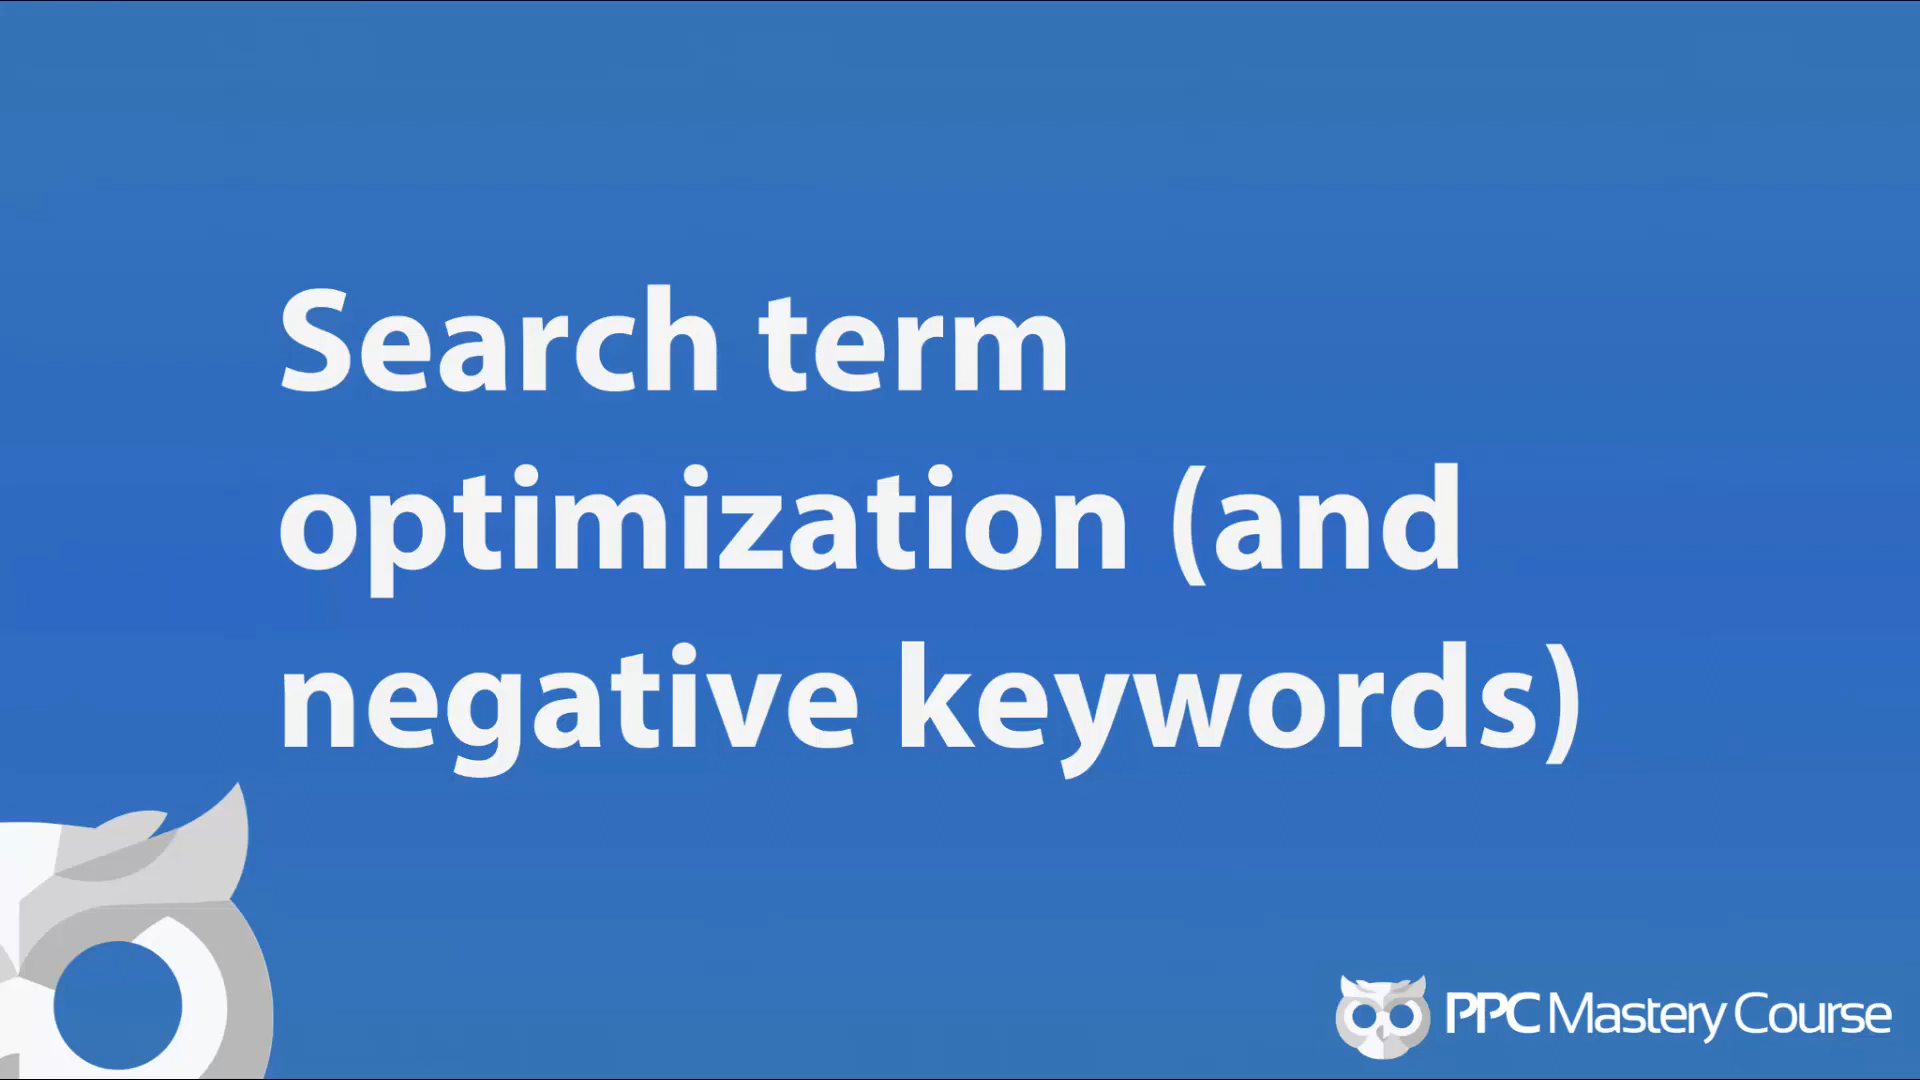 Search term
optimization (and
negative keywords)
PPC Mastery Course